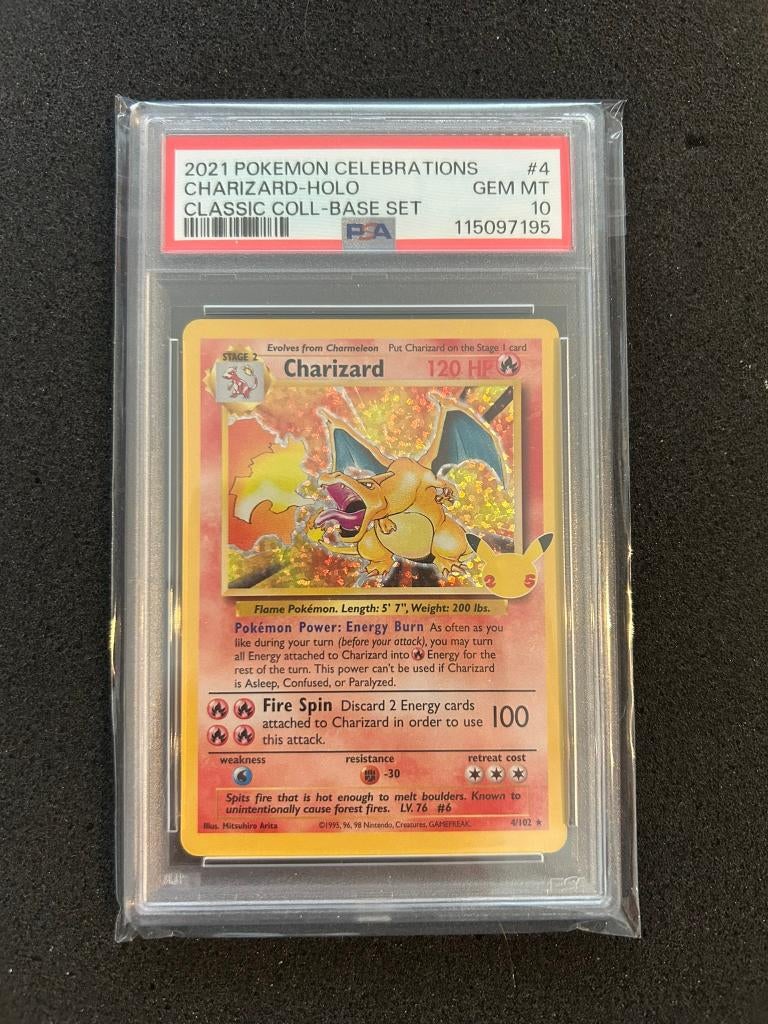 2021 POKEMON CELEBRATIONS #4
CHARIZARD-HOLO GEM MT
CLASSIC COLL-BASE SET 10
PSA 115097195
Evolves from Charmeleon Put Charizard on the Stage 1 card
STAGE 2 Charizard 120 HP
25
Flame Pokémon. Length: 5' 7", Weight: 200 lbs.
Pokémon Power: Energy Burn As often as you
like during your turn (before your attack), you may turn
all Energy attached to Charizard into Energy for the
rest of the turn. This power can't be used if Charizard
is Asleep, Confused, or Paralyzed.
Fire Spin Discard 2 Energy cards
attached to Charizard in order to use 100
this attack.
weakness resistance retreat cost
-30
Spits fire that is hot enough to melt boulders. Known to
unintentionally cause forest fires. LV. 76 #6
Illus. Mitsuhiro Arita ©1995, 96, 98 Nintendo, Creatures, GAMEFREAK. 4/102 ★
PSA